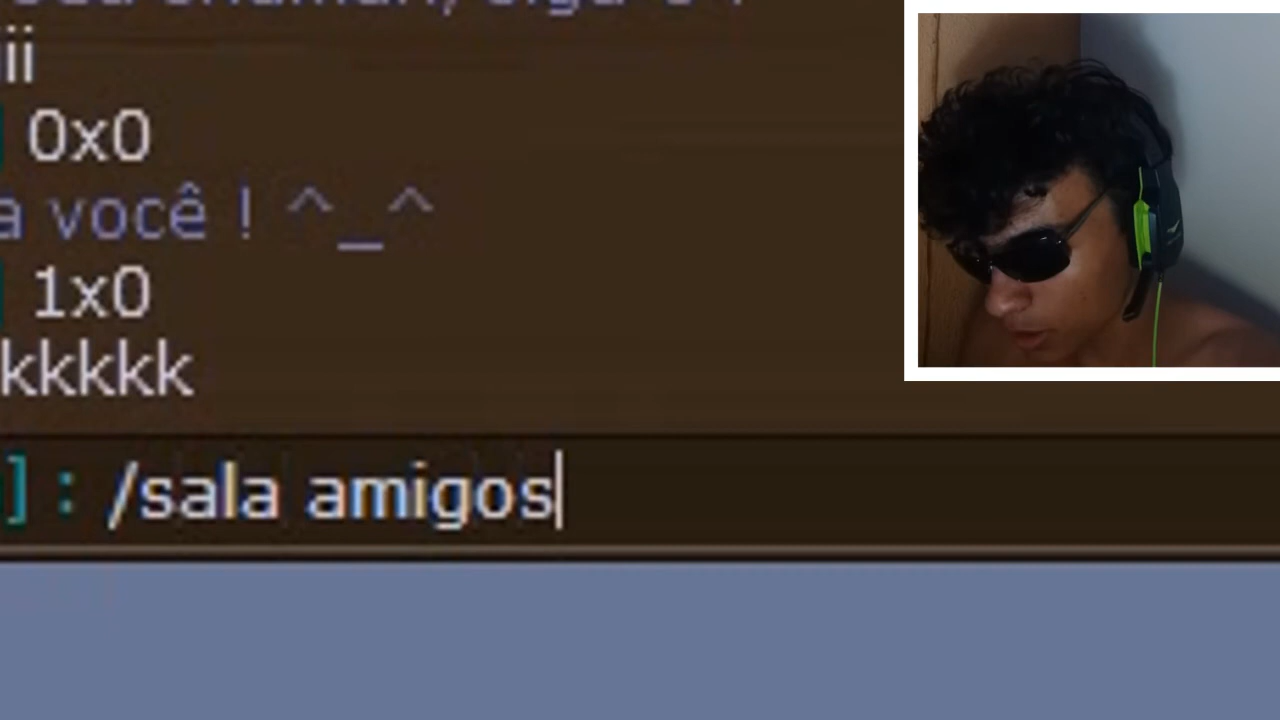 ii
0x0
a você ! ^_^
1x0
kkkkk
]: /sala amigos